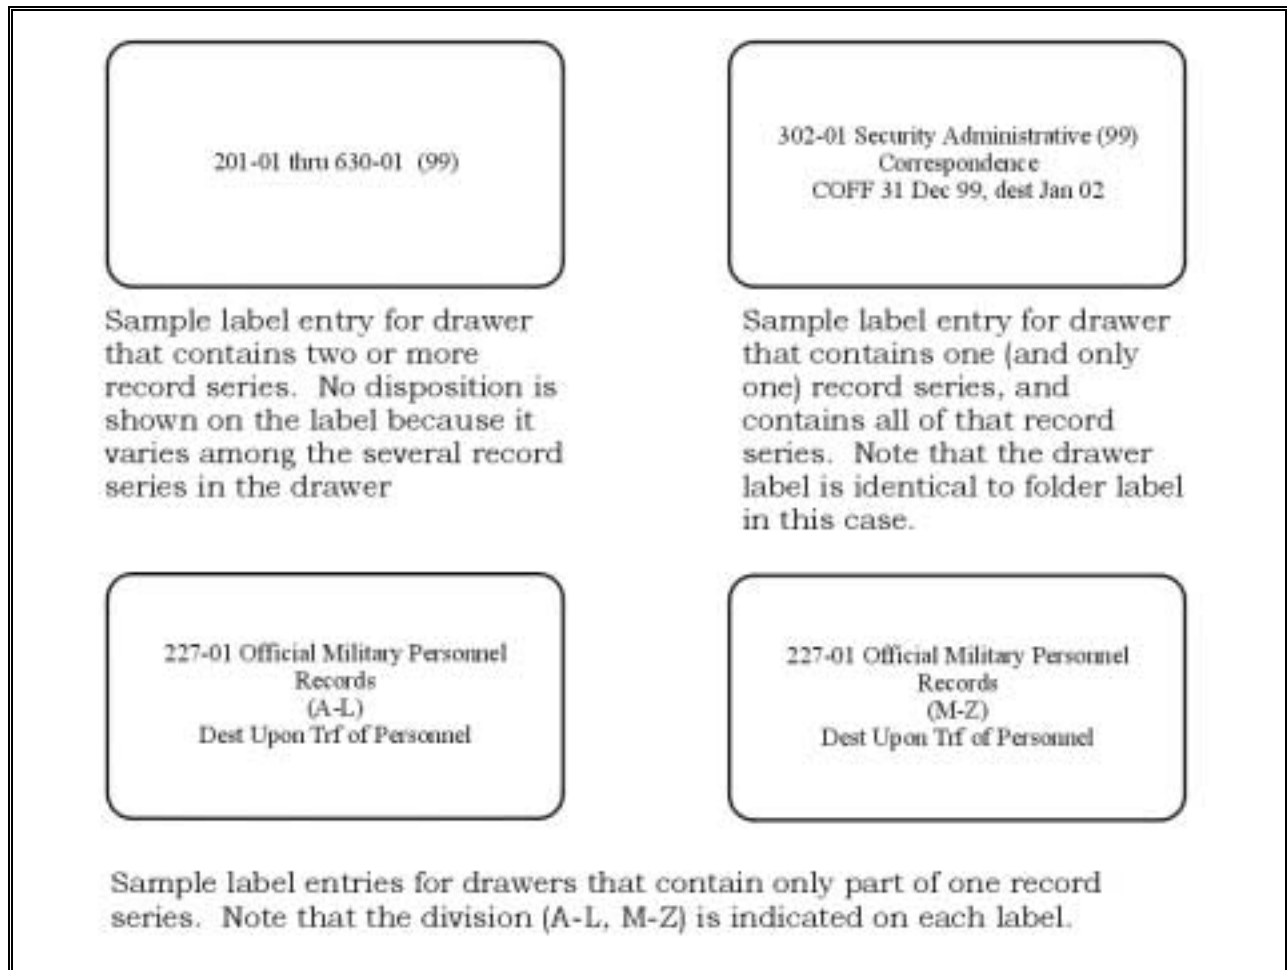 201-01 thru 630-01 (99)
302-01 Security Administrative (99)
Correspondence
COFF 31 Dec 99, dest Jan 02
Sample label entry for drawer
that contains two or more
record series. No disposition is
shown on the label because it
varies among the several record
series in the drawer
Sample label entry for drawer
that contains one (and only
one) record series, and
contains all of that record
series. Note that the drawer
label is identical to folder label
in this case.
227-01 Official Military Personnel
Records
(A-L)
Dest Upon Trf of Personnel
227-01 Official Military Personnel
Records
(M-Z)
Dest Upon Trf of Personnel
Sample label entries for drawers that contain only part of one record
series. Note that the division (A-L, M-Z) is indicated on each label.